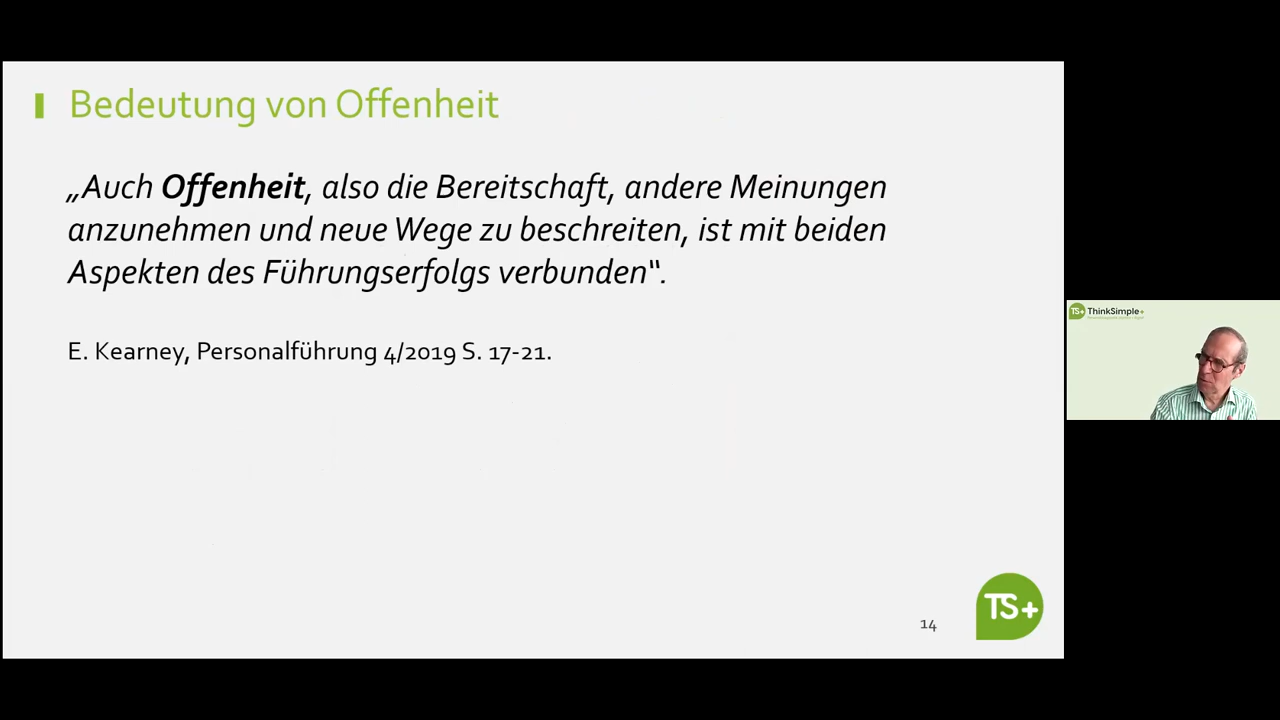 Bedeutung von Offenheit
„Auch Offenheit, also die Bereitschaft, andere Meinungen
anzunehmen und neue Wege zu beschreiten, ist mit beiden
Aspekten des Führungserfolgs verbunden“.
E. Kearney, Personalführung 4/2019 S. 17-21.
14
TS+
TS+ ThinkSimple+